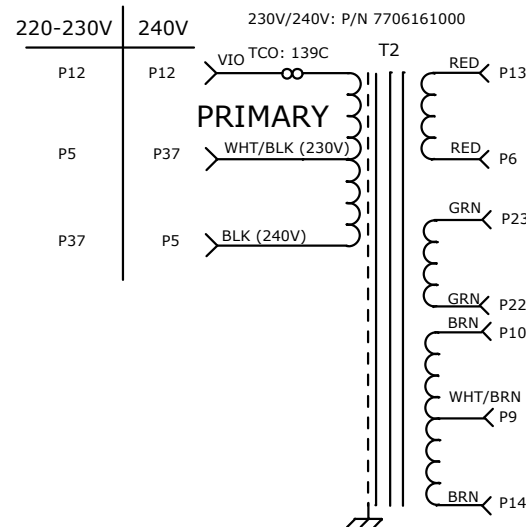 230V/240V: P/N 7706161000
220-230V 240V
T2
VIO TCO: 139C
P12 P12
RED P13
PRIMARY
WHT/BLK (230V)
P5 P37
RED P6
GRN P23
BLK (240V)
P37 P5
GRN P22
BRN P10
WHT/BRN
P9
BRN P14